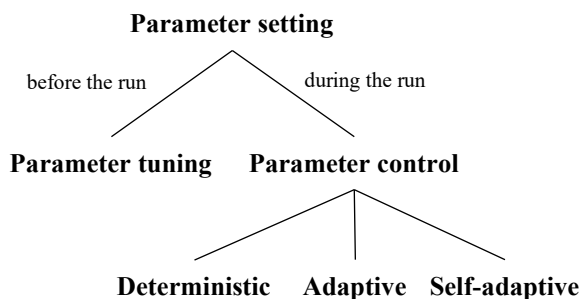 Parameter setting
before the run
during the run
Parameter tuning
Parameter control
Deterministic
Adaptive
Self-adaptive